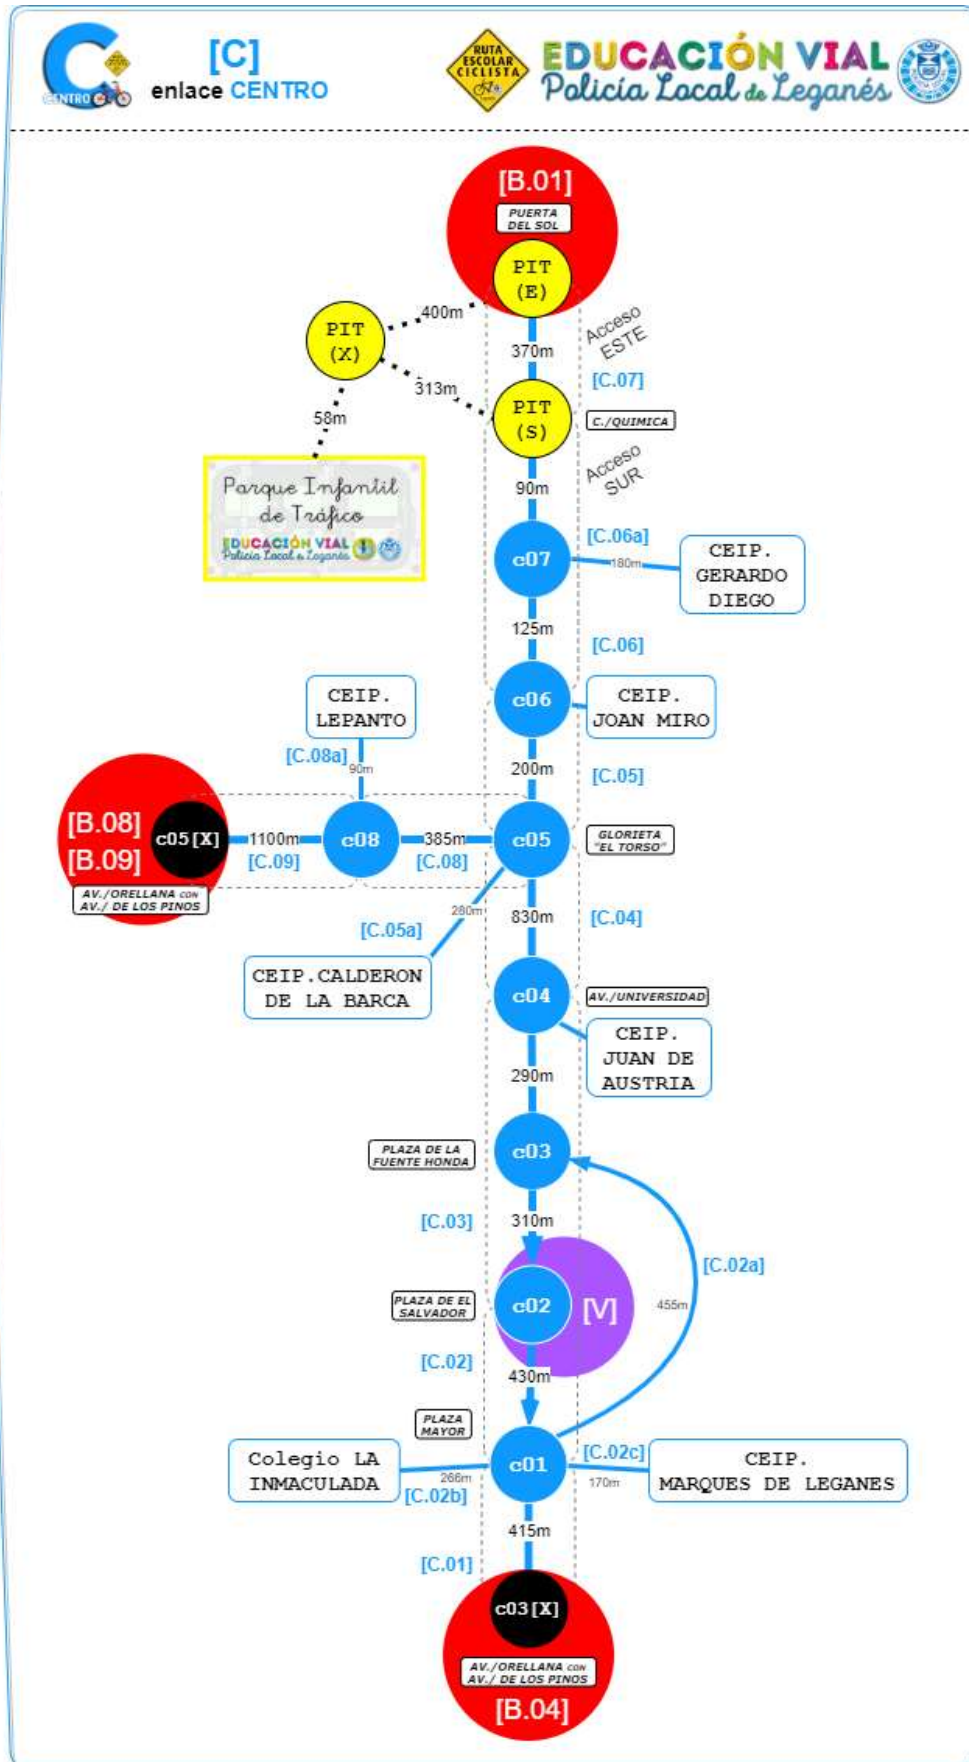 CENTRO
[C]
enlace CENTRO
RUTA
ESCOLAR
CICLISTA
EDUCACIÓN VIAL
Policía Local de Leganés
[B.01]
PUERTA
DEL SOL
PIT
(E)
400m
PIT
(X)
370m
Acceso
ESTE
[C.07]
313m
58m
PIT
(S)
C./QUIMICA
Acceso
SUR
Parque Infantil
de Tráfico
EDUCACIÓN VIAL
Policía Local de Leganés
90m
[C.06a]
c07
180m
CEIP.
GERARDO
DIEGO
125m
[C.06]
CEIP.
LEPANTO
c06
CEIP.
JOAN MIRO
[C.08a]
90m
200m
[C.05]
[B.08]
[B.09]
c05[X]
1100m
[C.09]
c08
385m
[C.08]
c05
GLORIETA
"EL TORSO"
AV./ORELLANA CON
AV./ DE LOS PINOS
280m
[C.05a]
830m
[C.04]
CEIP.CALDERON
DE LA BARCA
c04
AV./UNIVERSIDAD
CEIP.
JUAN DE
AUSTRIA
290m
PLAZA DE LA
FUENTE HONDA
c03
[C.03]
310m
[C.02a]
PLAZA DE EL
SALVADOR
c02
[V]
455m
[C.02]
430m
PLAZA
MAYOR
Colegio LA
INMACULADA
266m
[C.02b]
c01
[C.02c]
170m
CEIP.
MARQUES DE LEGANES
415m
[C.01]
c03[X]
AV./ORELLANA CON
AV./ DE LOS PINOS
[B.04]